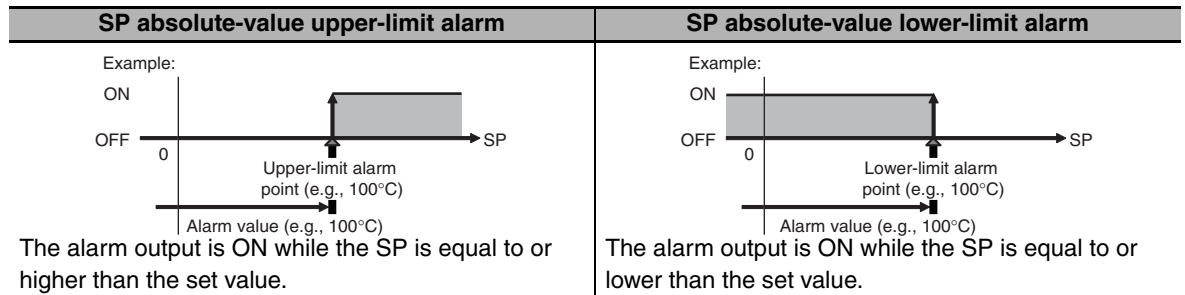 SP absolute-value upper-limit alarm
SP absolute-value lower-limit alarm
Example:
ON
OFF
0
SP
Upper-limit alarm
point (e.g., 100°C)
Alarm value (e.g., 100°C)
The alarm output is ON while the SP is equal to or
higher than the set value.
Example:
ON
OFF
0
SP
Lower-limit alarm
point (e.g., 100°C)
Alarm value (e.g., 100°C)
The alarm output is ON while the SP is equal to or
lower than the set value.